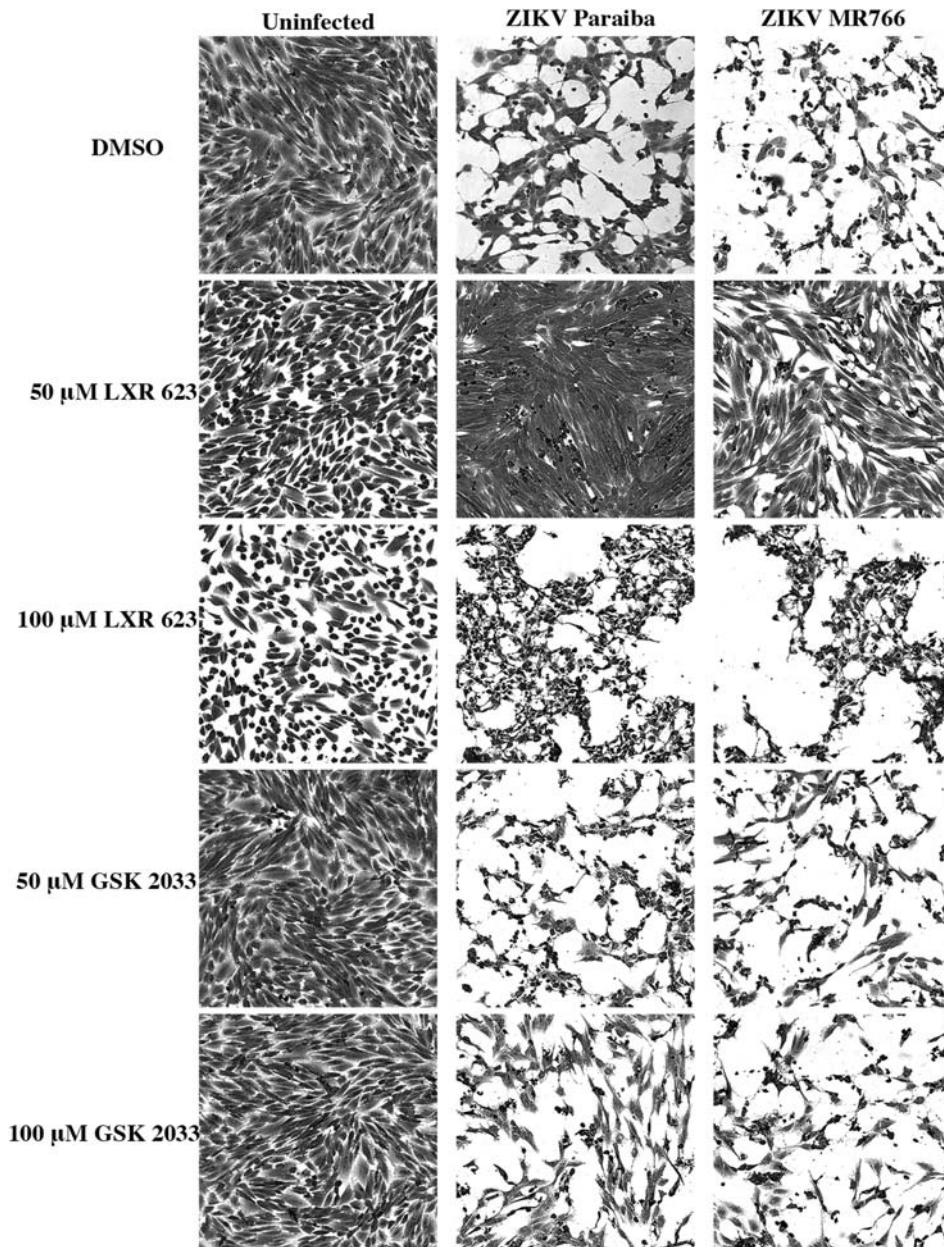 Uninfected ZIKV Paraiba ZIKV MR766
DMSO
50 µM LXR 623
100 µM LXR 623
50 µM GSK 2033
100 µM GSK 2033